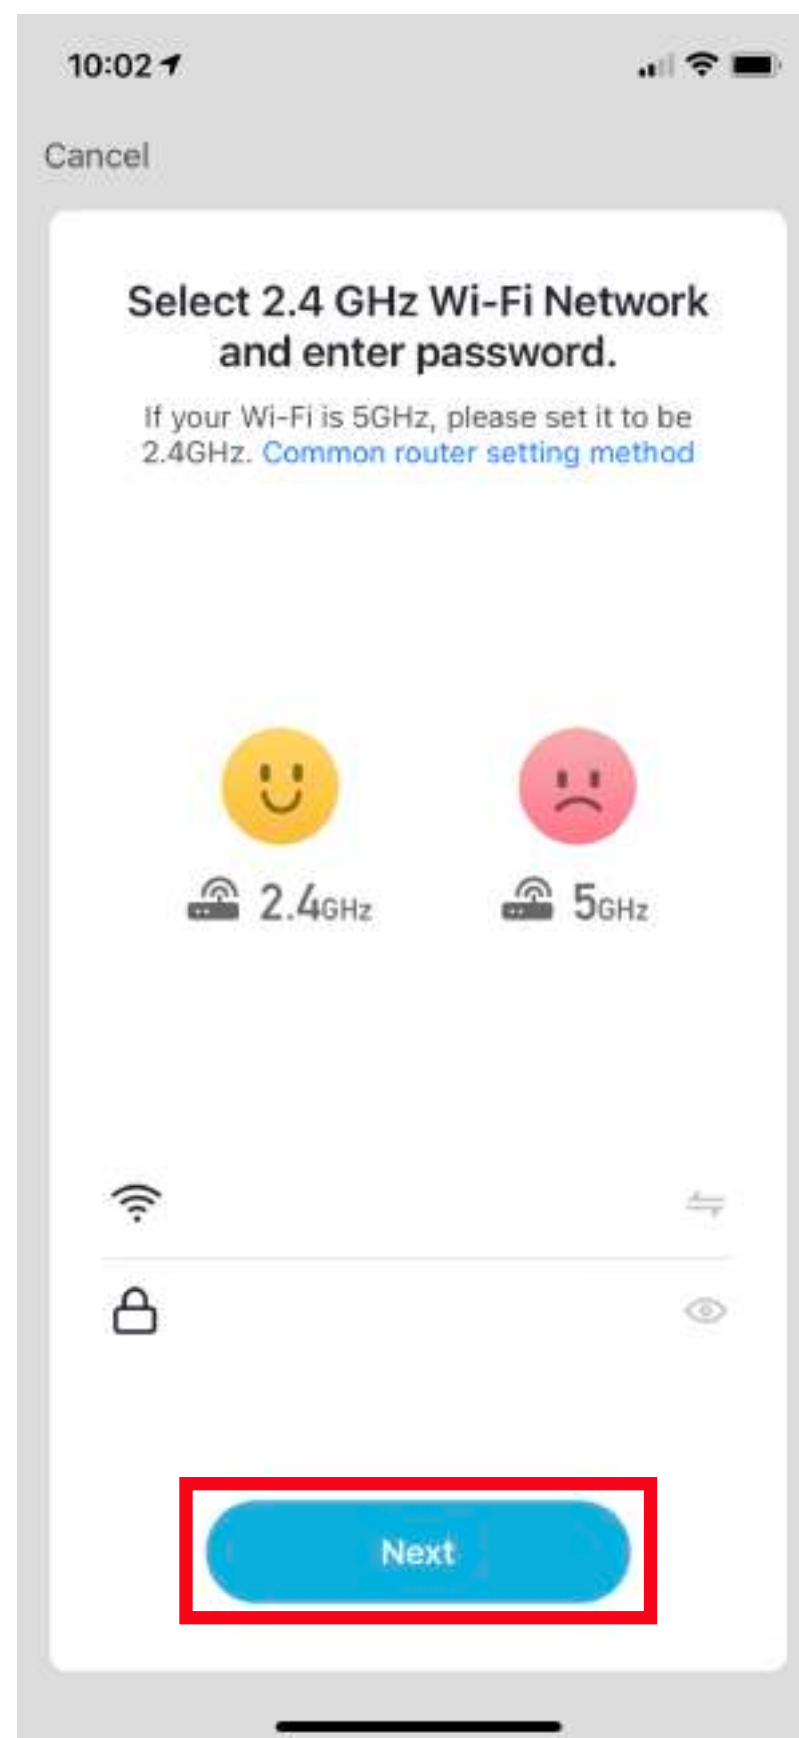 10:02
Cancel
Select 2.4 GHz Wi-Fi Network
and enter password.
If your Wi-Fi is 5GHz, please set it to be
2.4GHz. Common router setting method
2.4GHz
5GHz
Next